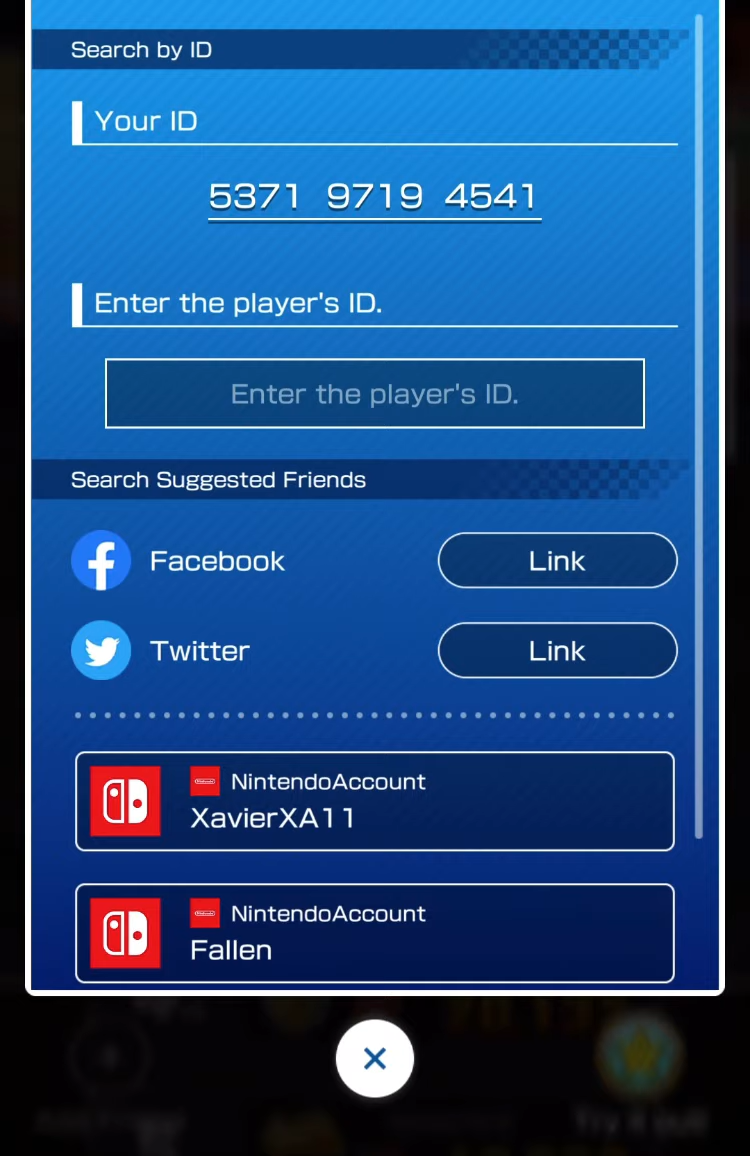 Search by ID
Your ID
5371 9719 4541
Enter the player's ID.
Enter the player's ID.
Search Suggested Friends
Facebook
Link
Twitter
Link
NintendoAccount
XavierXA11
NintendoAccount
Fallen